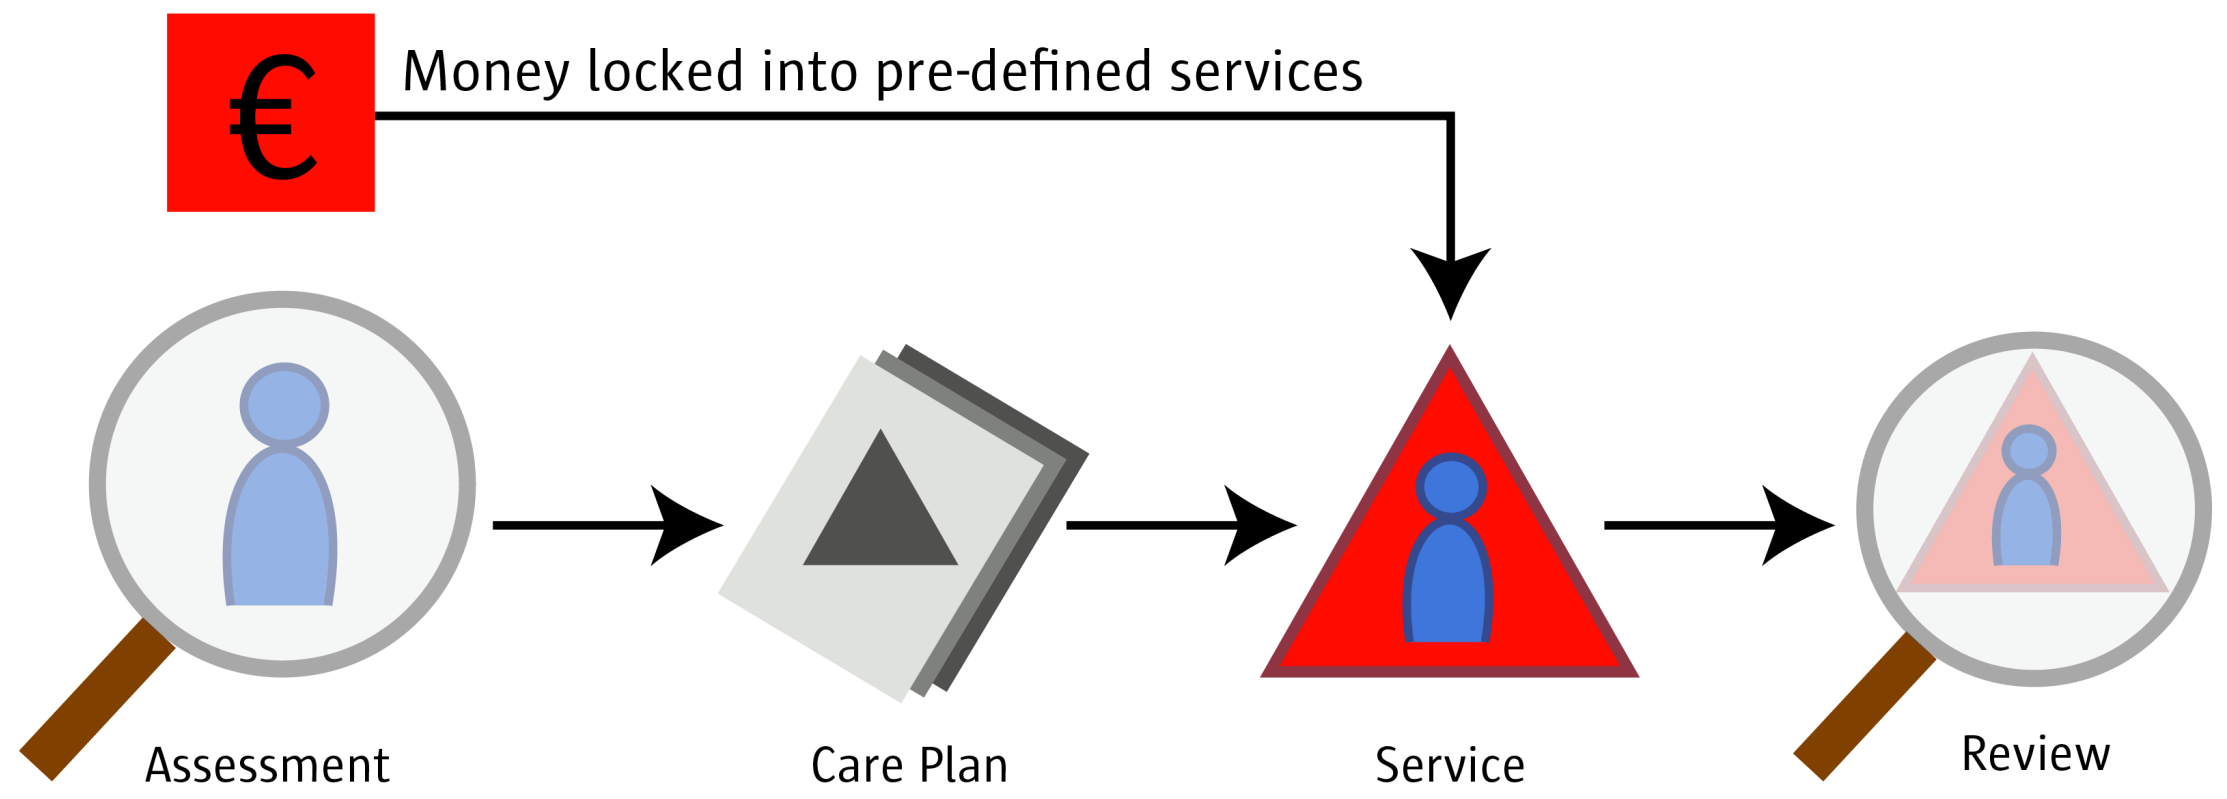 €
Money locked into pre-defined services
Assessment
Care Plan
Service
Review